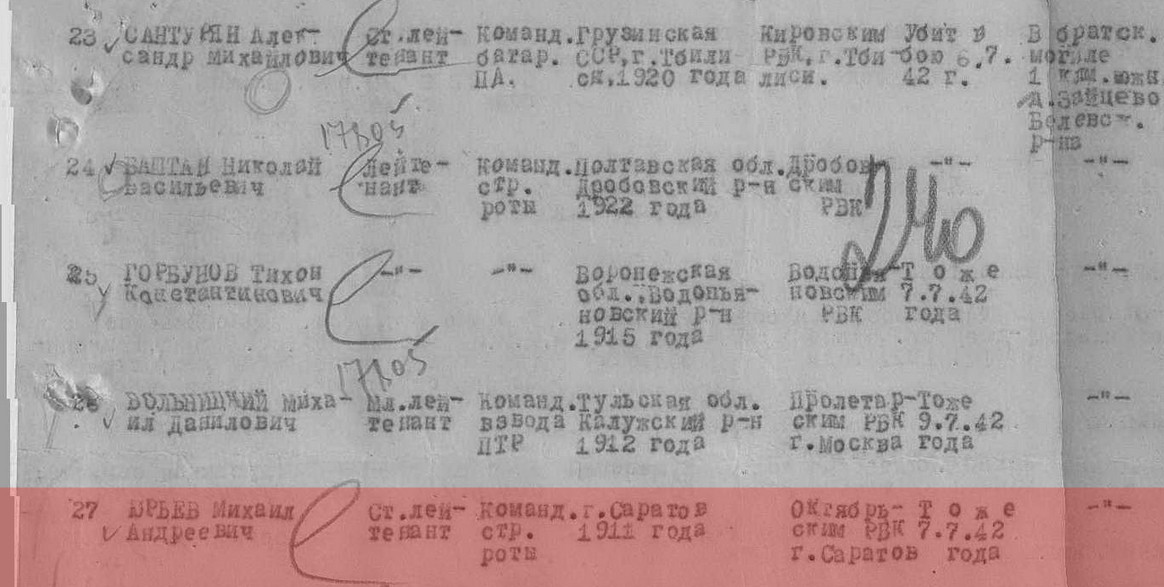 23 САНТУРЯН Алек- Ст.лей- Команд. Грузинская Кировским Убит в В братск.
сандр Михайлович тенант батар. ССР, г.Тбили- РВК, г.Тби- бою 6.7. могиле
ПА. си, 1920 года лиси. 42 г. 1 клм.южн
д.Зайцево
Белевск.
р-на
17805
24 БАШТАН Николай Лейте- Команд. Полтавская обл. Дробов -"- -"-
Васильевич нант стр. Дробовский р-н ским
роты 1922 года РВК
240
25 ГОРБУНОВ Тихон -"- -"- Воронежская Водопья- Т о ж е -"-
Константинович обл., Водопья- новским 7.7.42
новский р-н РВК года
1915 года
17805
26 ВОЛЬНИЦКИЙ Миха- Мл.лей- Команд. Тульская обл. Пролетар- Тоже -"-
ил Данилович тенант взвода Калужский р-н ским РВК 9.7.42
ПТР 1912 года г.Москва года
27 ЮРЬЕВ Михаил Ст.лей- Команд. г.Саратов Октябрь- Т о ж е -"-
Андреевич тенант стр. 1911 года ским РВК 7.7.42
роты г.Саратов года